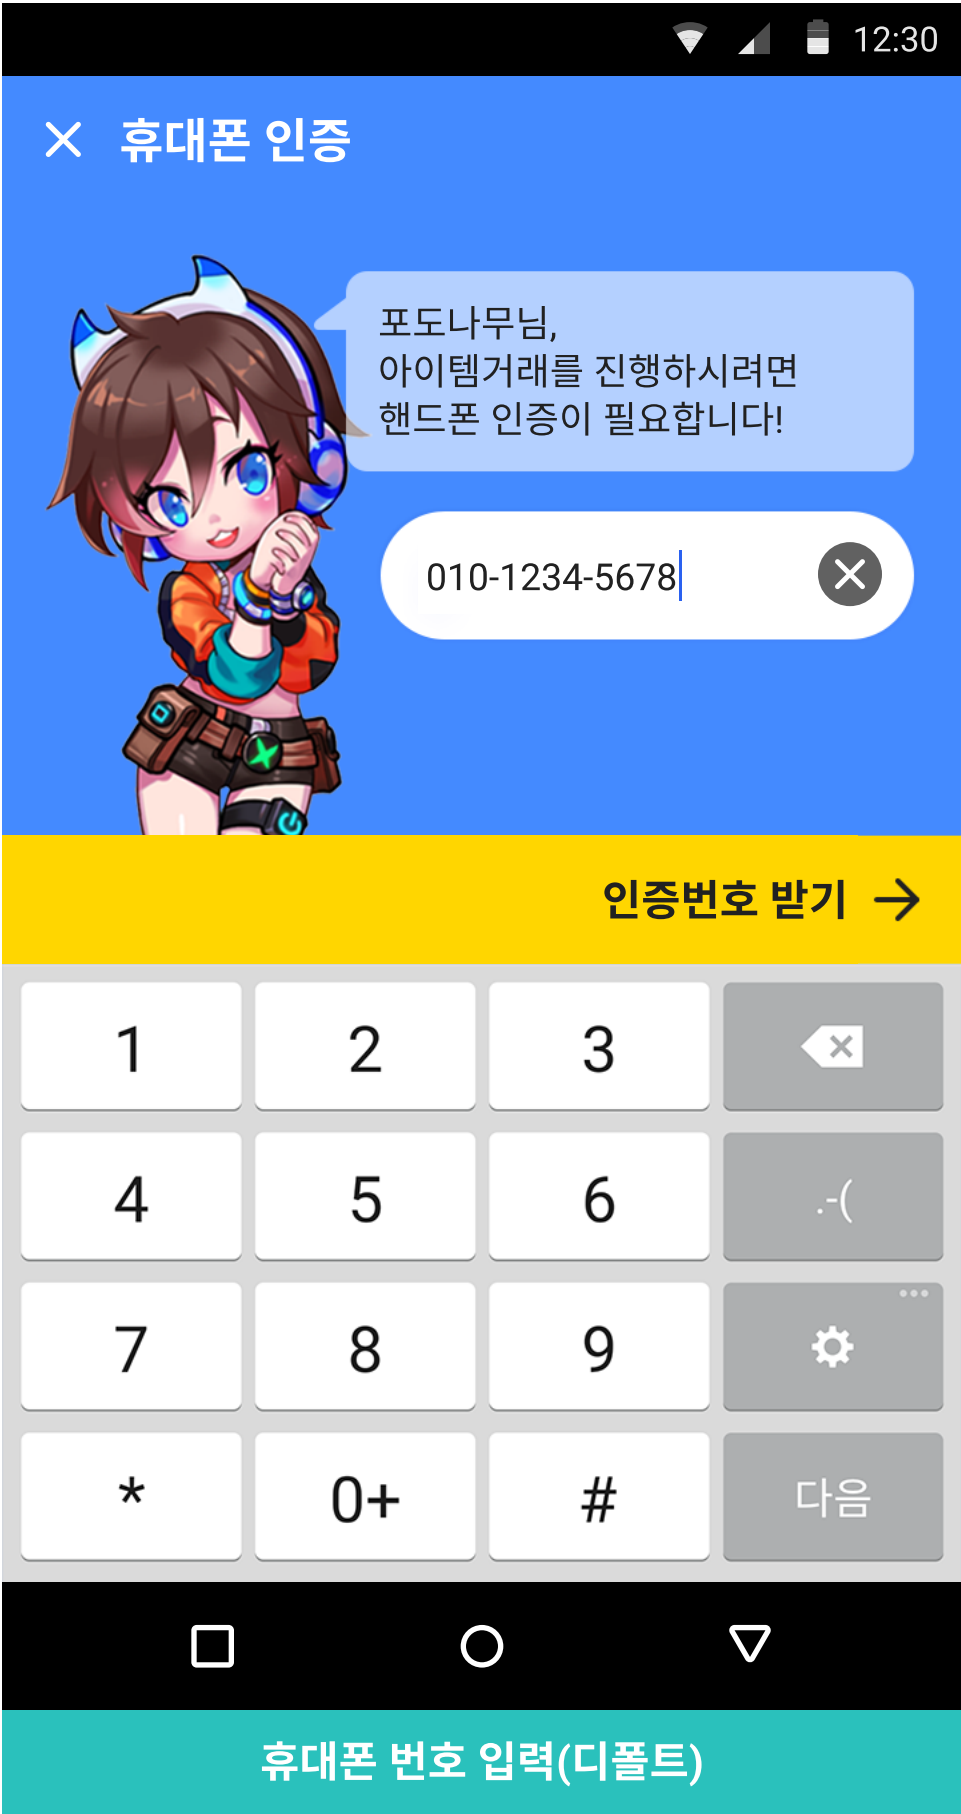 12:30
휴대폰 인증
포도나무님,
아이템거래를 진행하시려면
핸드폰 인증이 필요합니다!
010-1234-5678
인증번호 받기
1 2 3
4 5 6 .-(
7 8 9
* 0+ # 다음
휴대폰 번호 입력(디폴트)